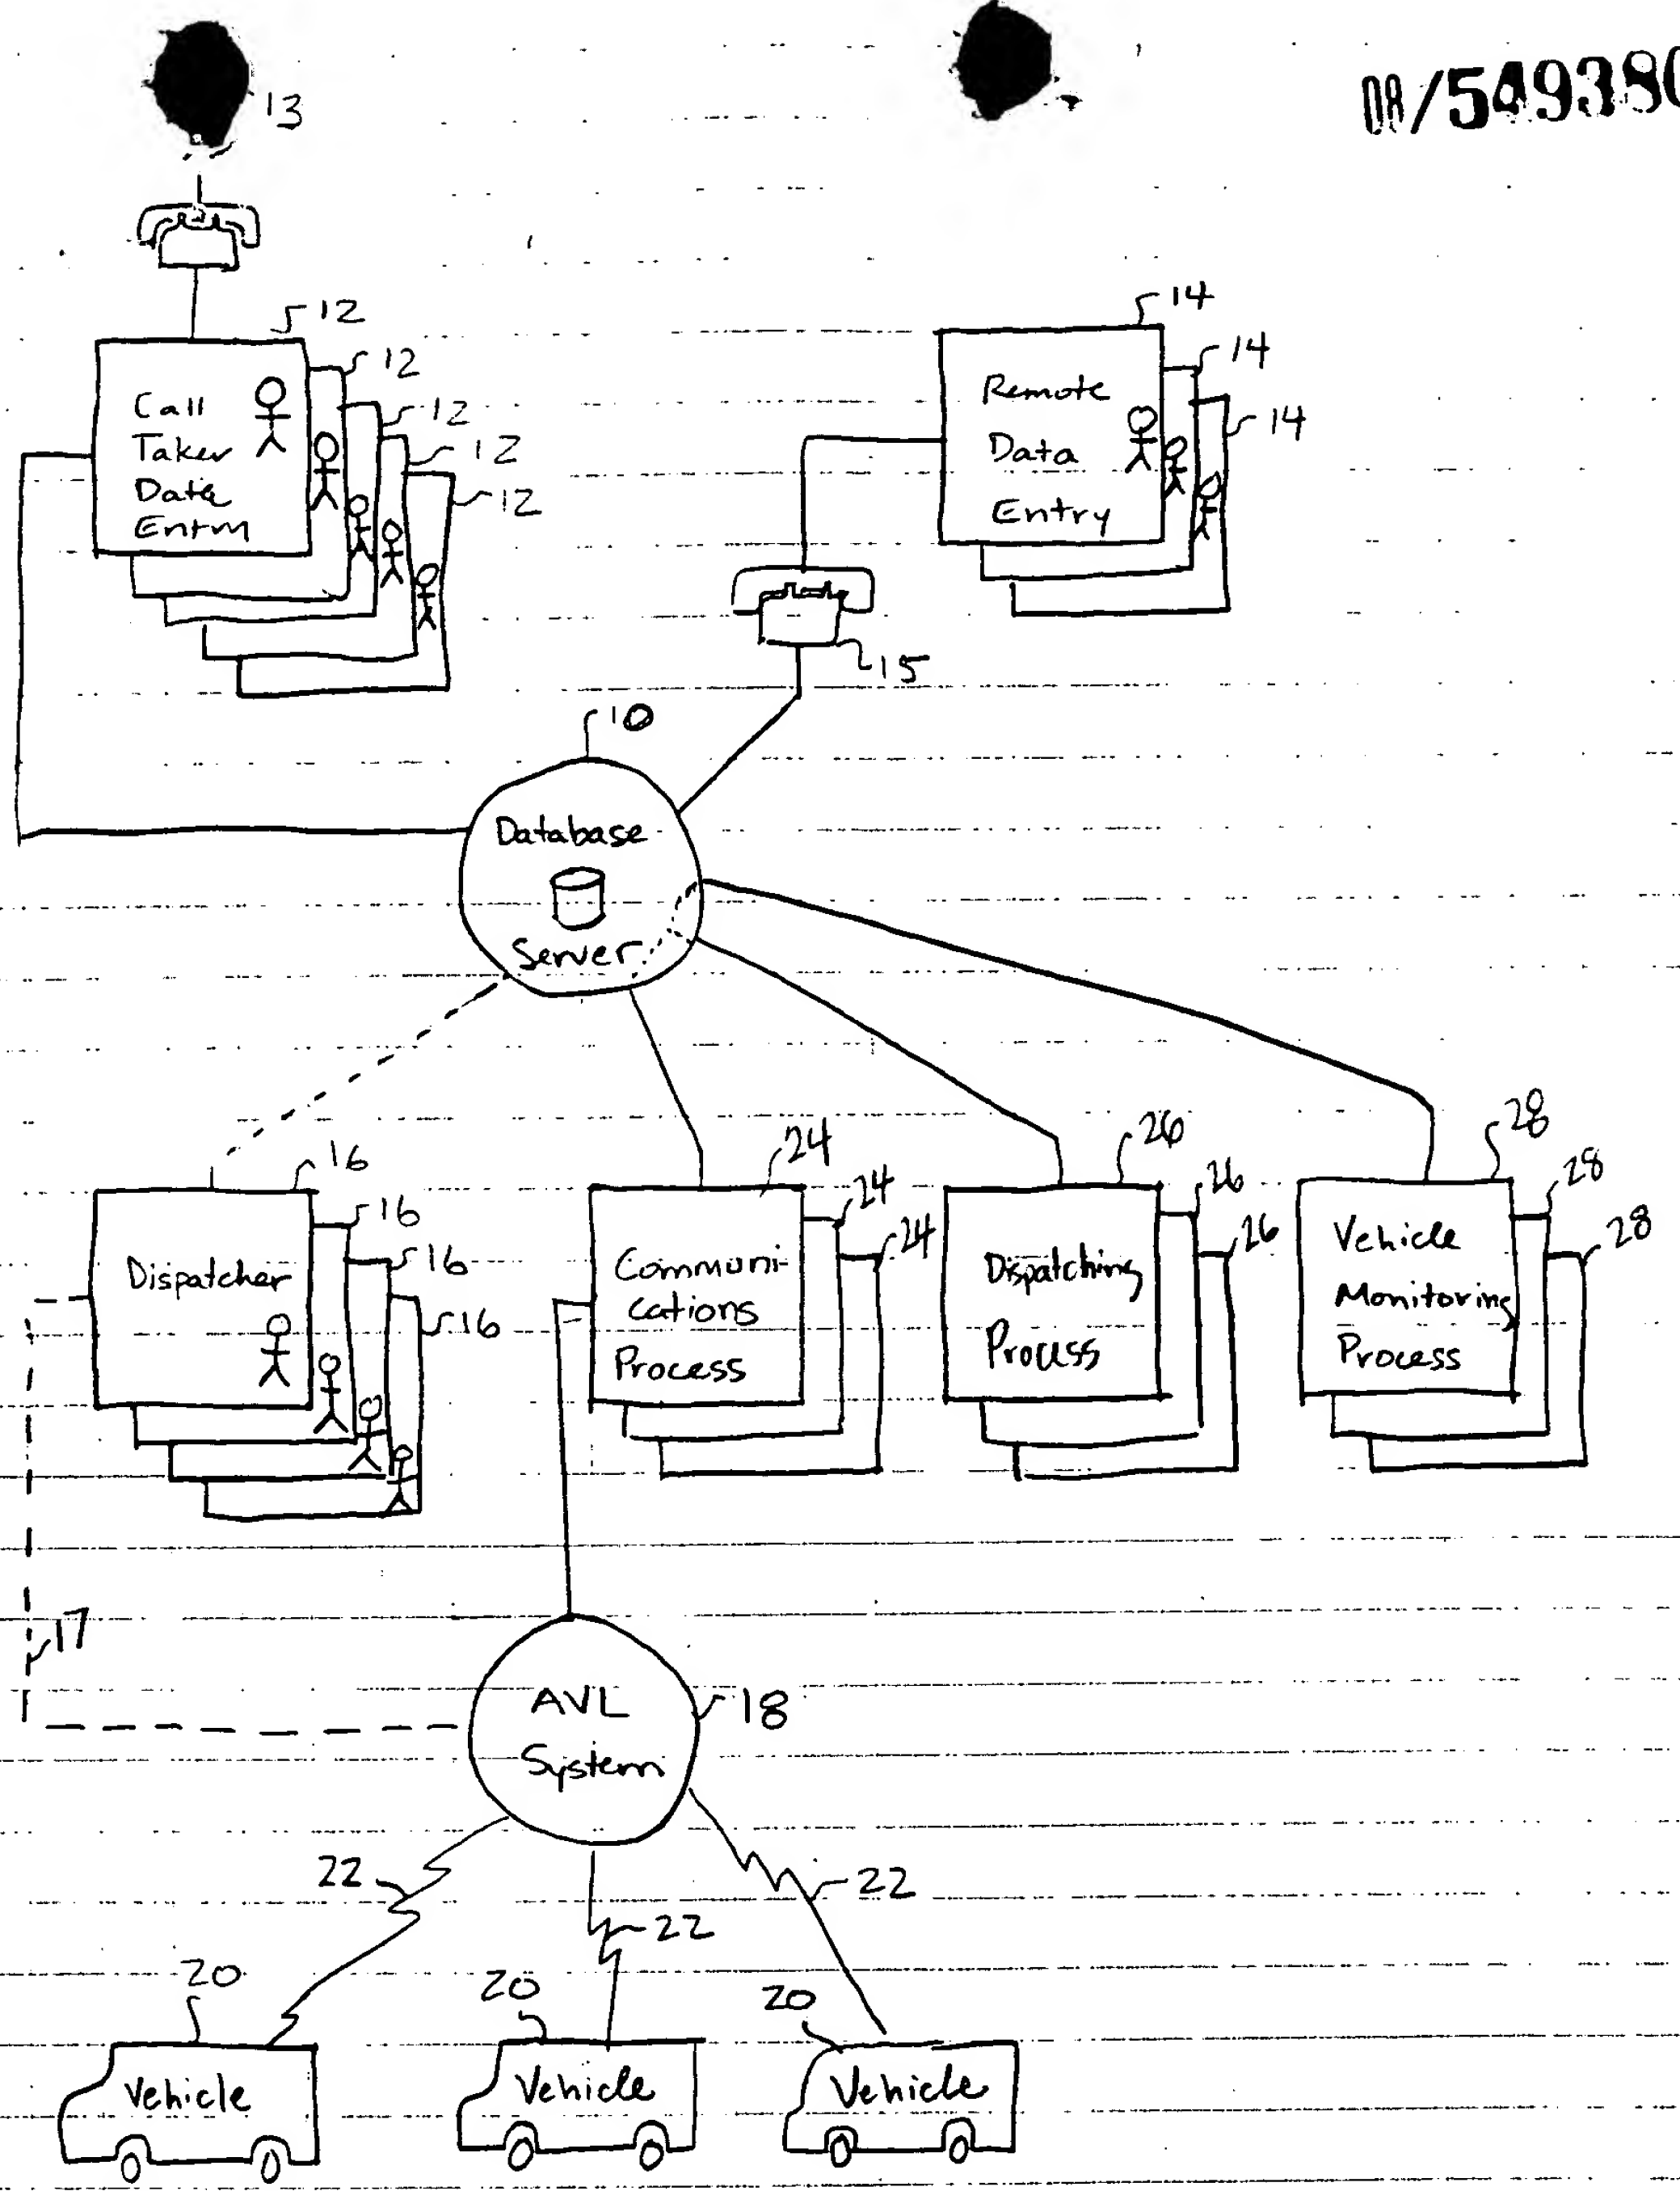 13
08/549380
12
12
12
12
12
Call
Taker
Data
Entry
14
14
14
Remote
Data
Entry
15
10
Database
Server
16
16
16
16
Dispatcher
24
24
24
Communi-
cations
Process
26
26
26
Dispatching
Process
28
28
28
Vehicle
Monitoring
Process
17
AVL
System
18
22
22
22
20
20
20
Vehicle
Vehicle
Vehicle